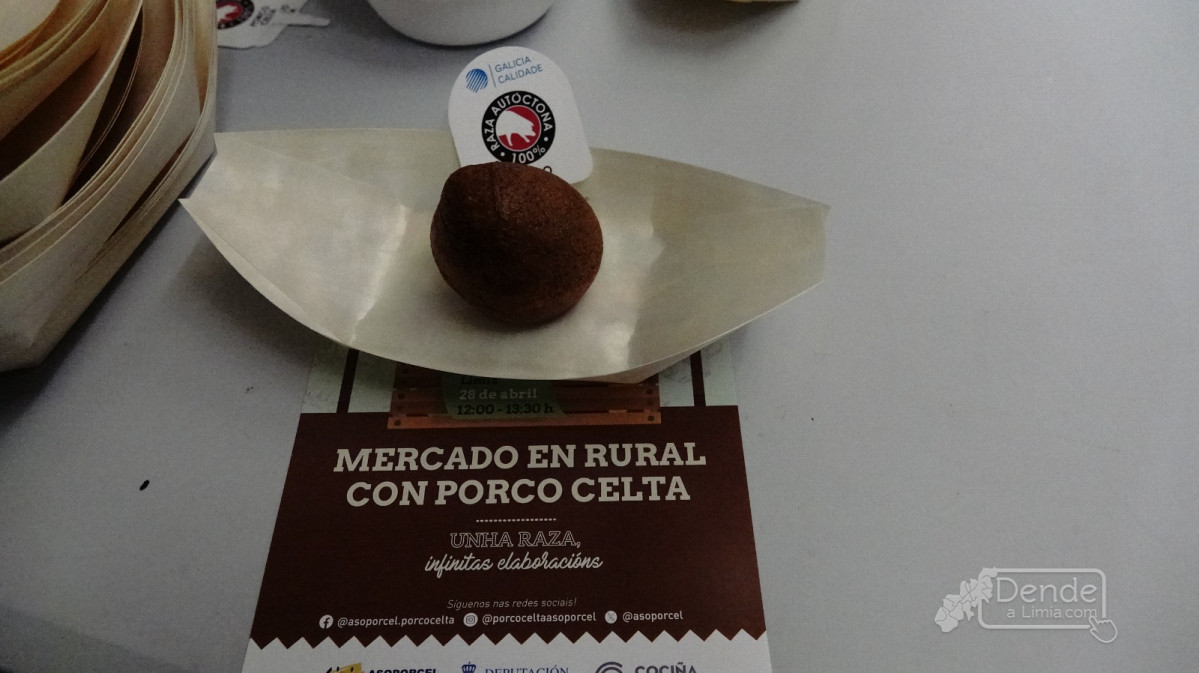 GALICIA
CALIDADE
RAZA AUTÓCTONA
100%
28 de abril
12:00 - 13:30 h
MERCADO EN RURAL
CON PORCO CELTA
UNHA RAZA,
infinitas elaboracións
Síguenos nas redes sociais!
@asoporcel.porcocelta @porcoceltaasoporcel @asoporcel
ASOPORCEL DEPUTACIÓN COCIÑA
Dende
a Limia.com